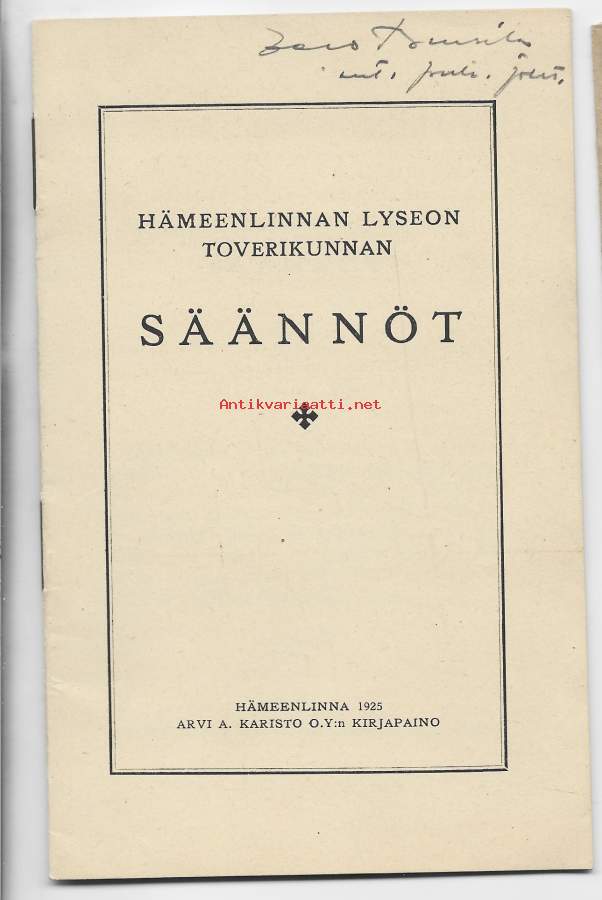 HÄMEENLINNAN LYSEON
TOVERIKUNNAN
SÄÄNNÖT
Antikvariaatti.net
HÄMEENLINNA 1925
ARVI A. KARISTO O.Y:n KIRJAPAINO